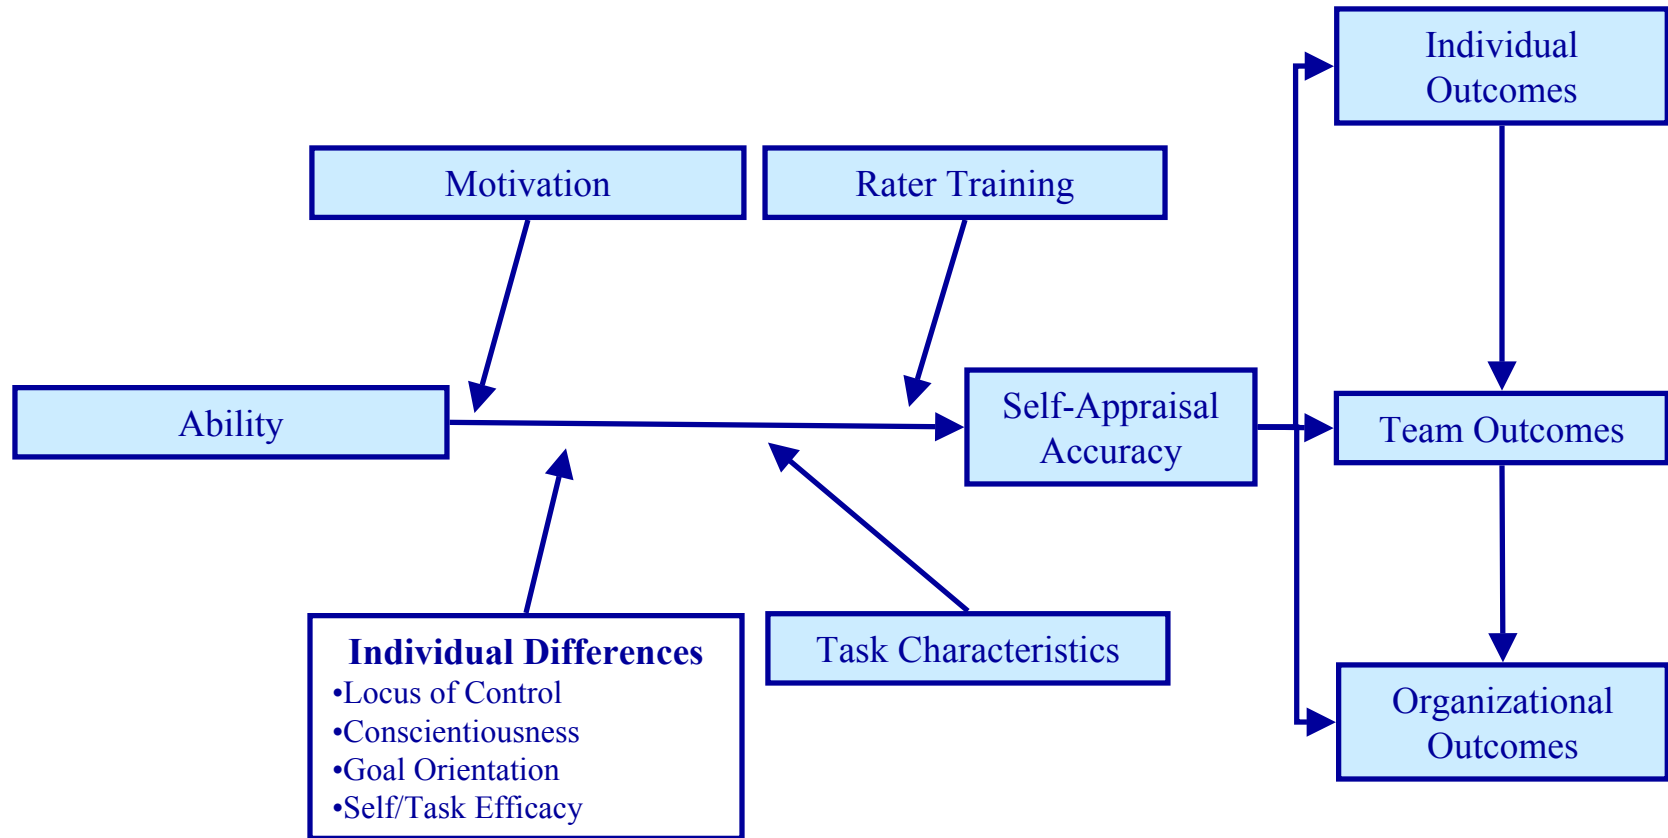 Individual
Outcomes
Motivation
Rater Training
Ability
Self-Appraisal
Accuracy
Team Outcomes
Individual Differences
•Locus of Control
•Conscientiousness
•Goal Orientation
•Self/Task Efficacy
Task Characteristics
Organizational
Outcomes